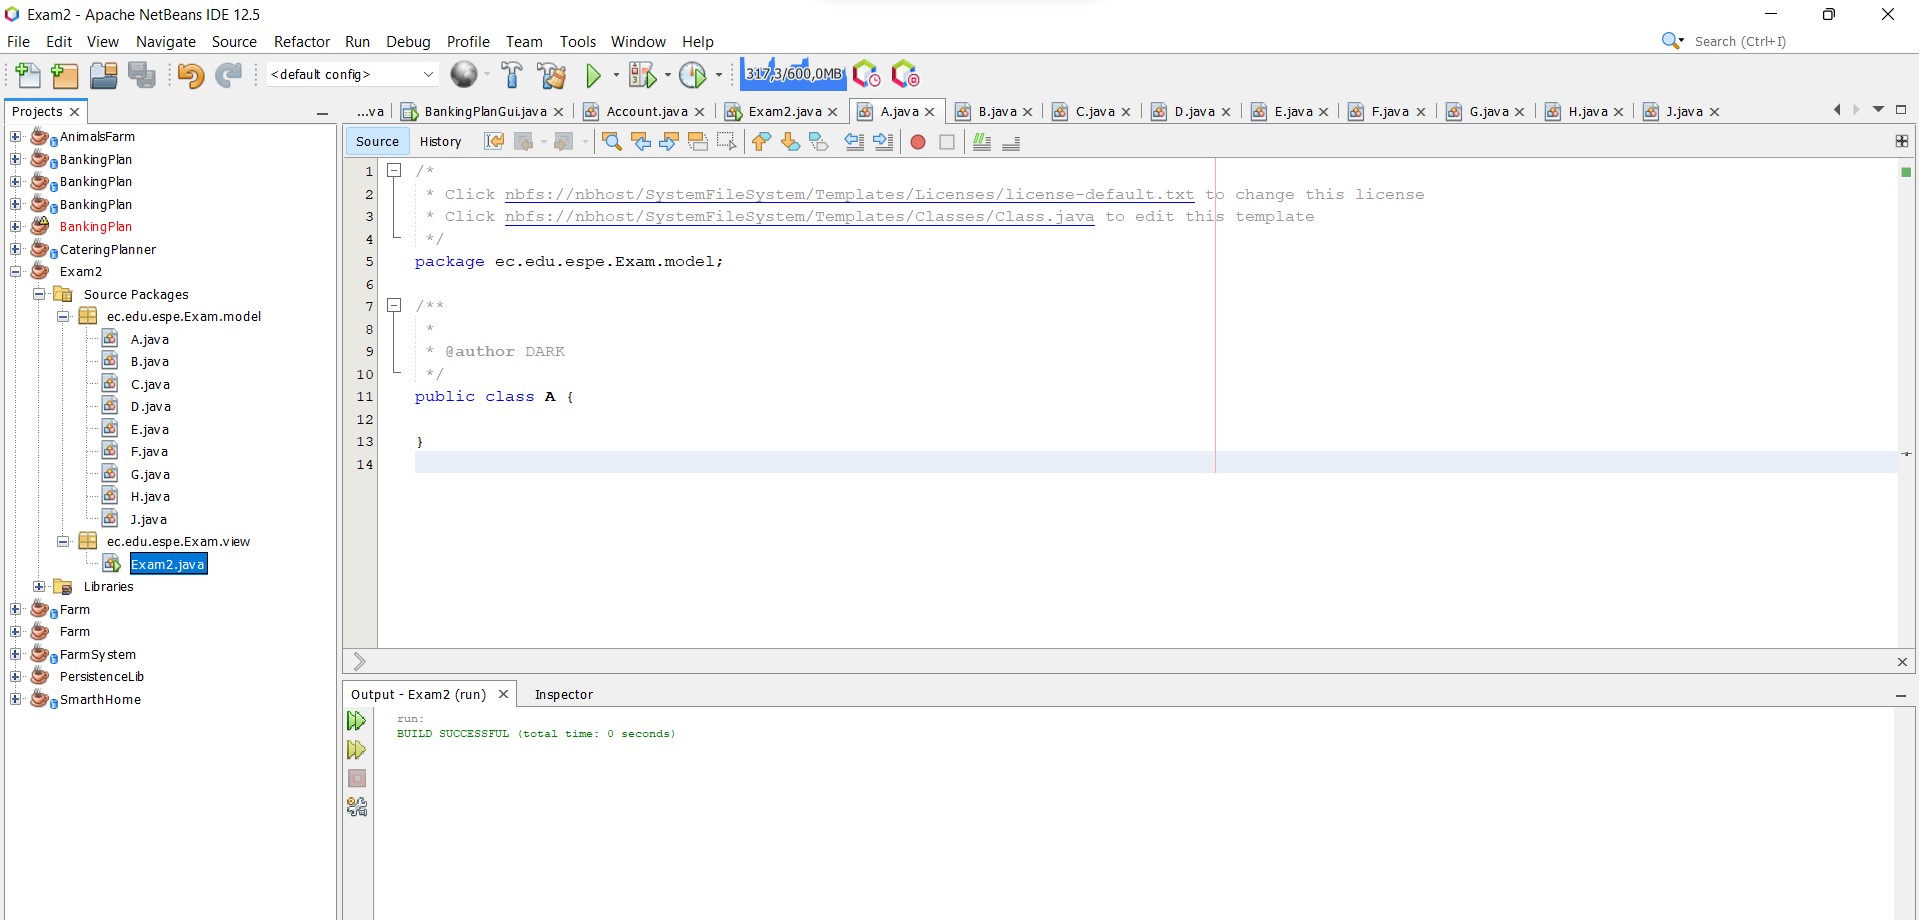 Exam2 - Apache NetBeans IDE 12.5
File Edit View Navigate Source Refactor Run Debug Profile Team Tools Window Help
Search (Ctrl+I)
<default config>
317,3/600,0MB
Projects
...va BankingPlanGui.java Account.java Exam2.java A.java B.java C.java D.java E.java F.java G.java H.java J.java
AnimalsFarm
BankingPlan
BankingPlan
BankingPlan
BankingPlan
CateringPlanner
Exam2
Source Packages
ec.edu.espe.Exam.model
A.java
B.java
C.java
D.java
E.java
F.java
G.java
H.java
J.java
ec.edu.espe.Exam.view
Exam2.java
Libraries
Farm
Farm
FarmSystem
PersistenceLib
SmarthHome
Source History
1 /*
2 * Click nbfs://nbhost/SystemFileSystem/Templates/Licenses/license-default.txt to change this license
3 * Click nbfs://nbhost/SystemFileSystem/Templates/Classes/Class.java to edit this template
4 */
5 package ec.edu.espe.Exam.model;
6
7 /**
8 *
9 * @author DARK
10 */
11 public class A {
12
13 }
14
Output - Exam2 (run) Inspector
run:
BUILD SUCCESSFUL (total time: 0 seconds)